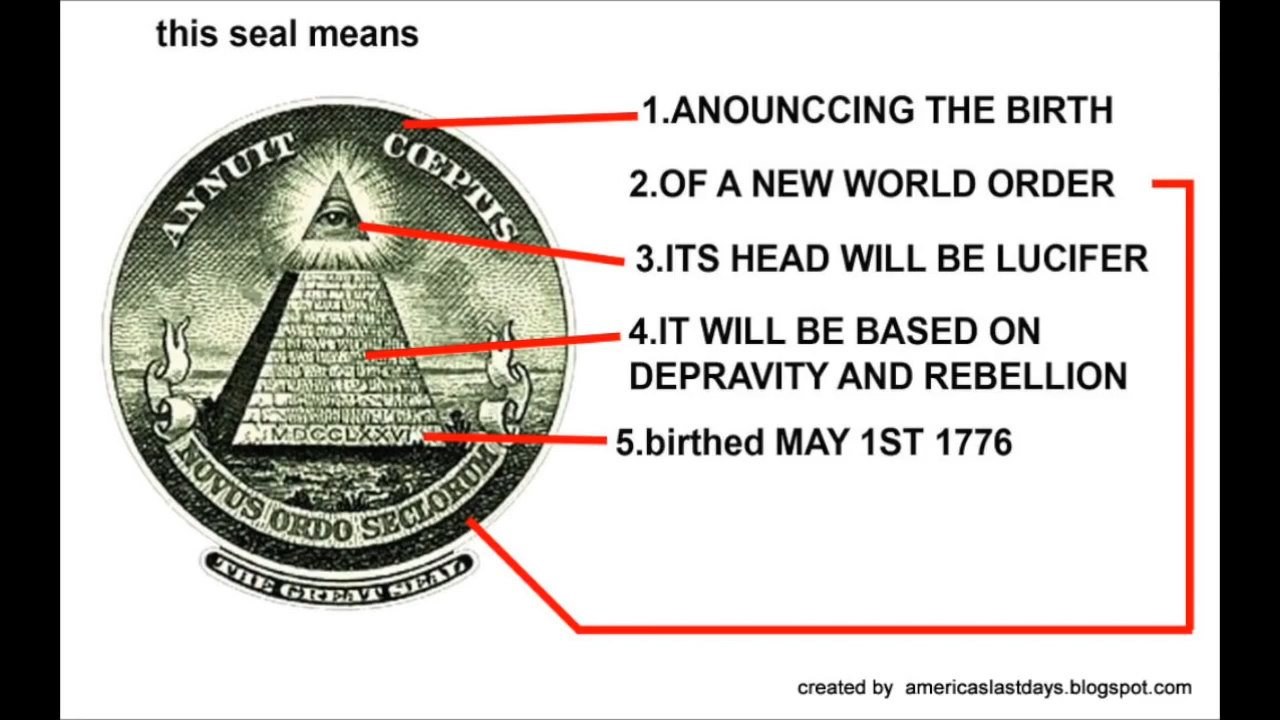 this seal means
ANNUIT CŒPTIS
1.ANOUNCCING THE BIRTH
2.OF A NEW WORLD ORDER
3.ITS HEAD WILL BE LUCIFER
4.IT WILL BE BASED ON
DEPRAVITY AND REBELLION
MDCCLXXVI
5.birthed MAY 1ST 1776
NOVUS ORDO SECLORUM
THE GREAT SEAL
created by americaslastdays.blogspot.com